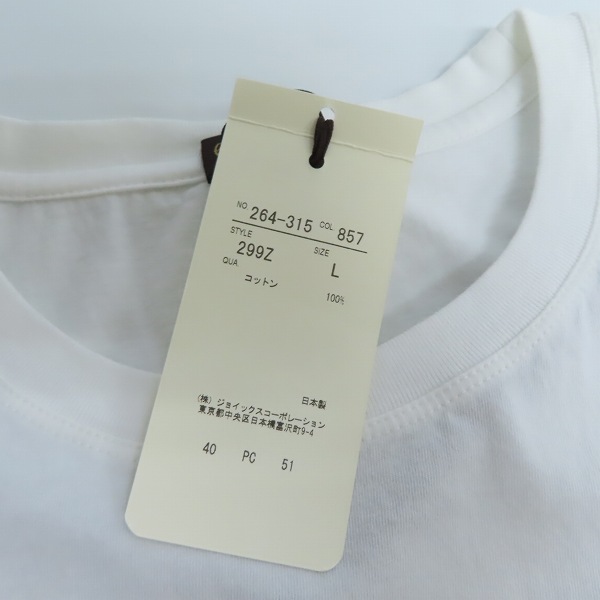 NO. 264-315 COL 857
STYLE 299Z SIZE L
QUA. コットン 100%
日本製
(株) ジョイックスコーポレーション
東京都中央区日本橋富沢町9-4
40 PC 51